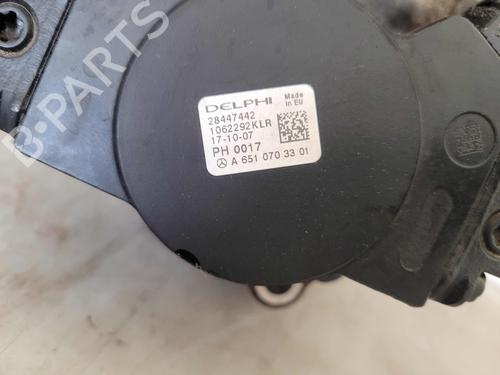 B-PARTS
DELPHI Made in EU
28447442
1062292KLR
17-10-07
PH 0017
A 651 070 33 01